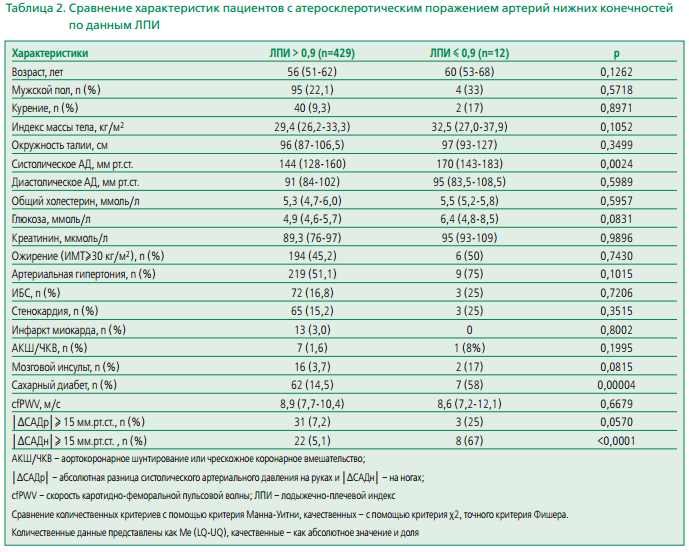 Таблица 2. Сравнение характеристик пациентов с атеросклеротическим поражением артерий нижних конечностей
по данным ЛПИ
Характеристики ЛПИ > 0,9 (n=429) ЛПИ ⩽ 0,9 (n=12) p
Возраст, лет 56 (51-62) 60 (53-68) 0,1262
Мужской пол, n (%) 95 (22,1) 4 (33) 0,5718
Курение, n (%) 40 (9,3) 2 (17) 0,8971
Индекс массы тела, кг/м² 29,4 (26,2-33,3) 32,5 (27,0-37,9) 0,1052
Окружность талии, см 96 (87-106,5) 97 (93-127) 0,3499
Систолическое АД, мм рт.ст. 144 (128-160) 170 (143-183) 0,0024
Диастолическое АД, мм рт.ст. 91 (84-102) 95 (83,5-108,5) 0,5989
Общий холестерин, ммоль/л 5,3 (4,7-6,0) 5,5 (5,2-5,8) 0,5957
Глюкоза, ммоль/л 4,9 (4,6-5,7) 6,4 (4,8-8,5) 0,0831
Креатинин, мкмоль/л 89,3 (76-97) 95 (93-109) 0,9896
Ожирение (ИМТ⩾30 кг/м²), n (%) 194 (45,2) 6 (50) 0,7430
Артериальная гипертония, n (%) 219 (51,1) 9 (75) 0,1015
ИБС, n (%) 72 (16,8) 3 (25) 0,7206
Стенокардия, n (%) 65 (15,2) 3 (25) 0,3515
Инфаркт миокарда, n (%) 13 (3,0) 0 0,8002
АКШ/ЧКВ, n (%) 7 (1,6) 1 (8%) 0,1995
Мозговой инсульт, n (%) 16 (3,7) 2 (17) 0,0815
Сахарный диабет, n (%) 62 (14,5) 7 (58) 0,00004
cfPWV, м/с 8,9 (7,7-10,4) 8,6 (7,2-12,1) 0,6679
|ΔСАДр|⩾ 15 мм.рт.ст., n (%) 31 (7,2) 3 (25) 0,0570
|ΔСАДн|⩾ 15 мм.рт.ст. , n (%) 22 (5,1) 8 (67) <0,0001
АКШ/ЧКВ – аортокоронарное шунтирование или чрескожное коронарное вмешательство;
|ΔСАДр| – абсолютная разница систолического артериального давления на руках и |ΔСАДн| – на ногах;
cfPWV – скорость каротидно-феморальной пульсовой волны; ЛПИ – лодыжечно-плечевой индекс
Сравнение количественных критериев с помощью критерия Манна-Уитни, качественных – с помощью критерия χ2, точного критерия Фишера.
Количественные данные представлены как Me (LQ-UQ), качественные – как абсолютное значение и доля